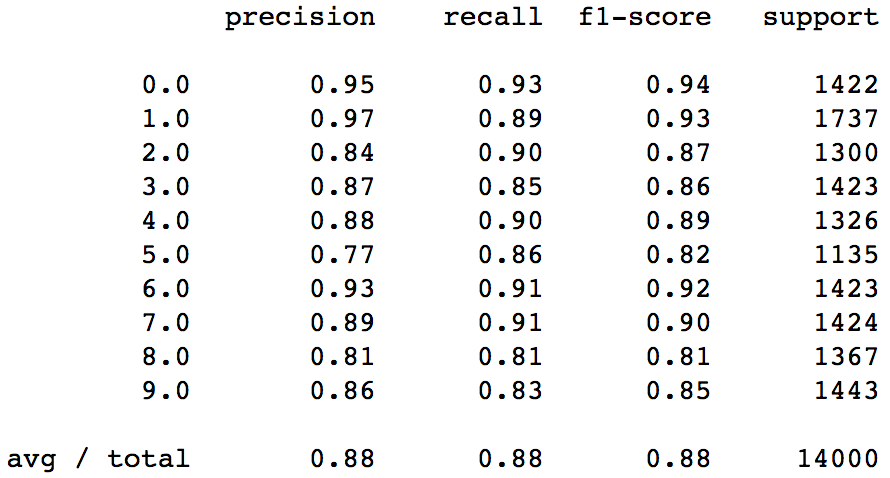 precision recall f1-score support
0.0 0.95 0.93 0.94 1422
1.0 0.97 0.89 0.93 1737
2.0 0.84 0.90 0.87 1300
3.0 0.87 0.85 0.86 1423
4.0 0.88 0.90 0.89 1326
5.0 0.77 0.86 0.82 1135
6.0 0.93 0.91 0.92 1423
7.0 0.89 0.91 0.90 1424
8.0 0.81 0.81 0.81 1367
9.0 0.86 0.83 0.85 1443
avg / total 0.88 0.88 0.88 14000